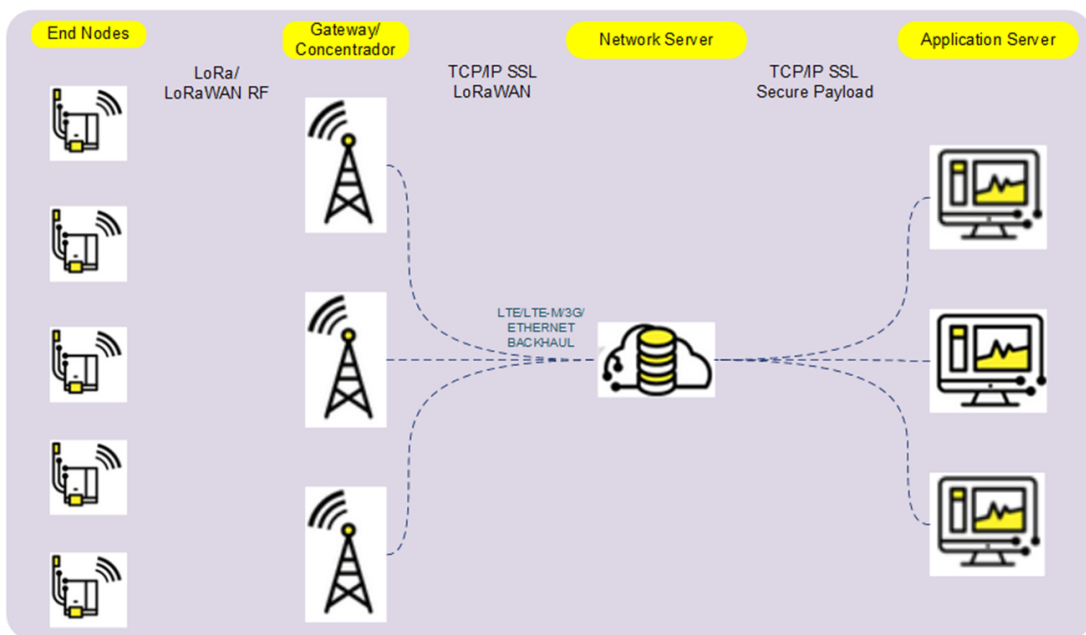 End Nodes
Gateway/
Concentrador
Network Server
Application Server
LoRa/
LoRaWAN RF
TCP/IP SSL
LoRaWAN
TCP/IP SSL
Secure Payload
LTE/LTE-M/3G/
ETHERNET
BACKHAUL